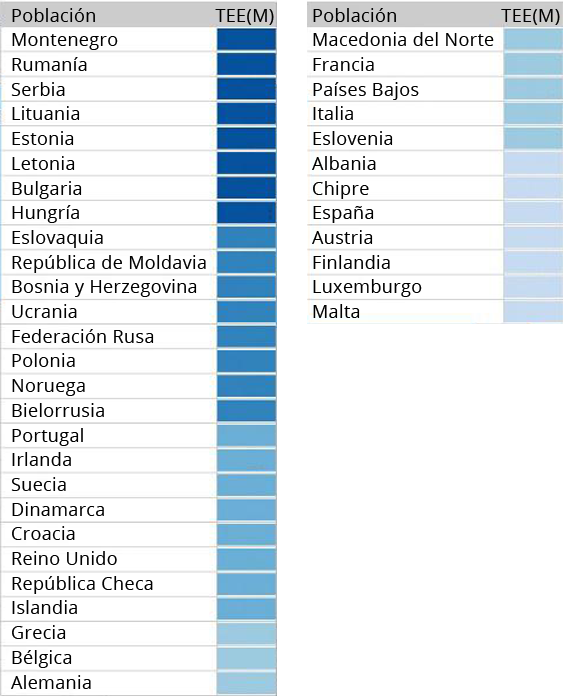 Población TEE(M)
Montenegro
Rumanía
Serbia
Lituania
Estonia
Letonia
Bulgaria
Hungría
Eslovaquia
República de Moldavia
Bosnia y Herzegovina
Ucrania
Federación Rusa
Polonia
Noruega
Bielorrusia
Portugal
Irlanda
Suecia
Dinamarca
Croacia
Reino Unido
República Checa
Islandia
Grecia
Bélgica
Alemania
Población TEE(M)
Macedonia del Norte
Francia
Países Bajos
Italia
Eslovenia
Albania
Chipre
España
Austria
Finlandia
Luxemburgo
Malta